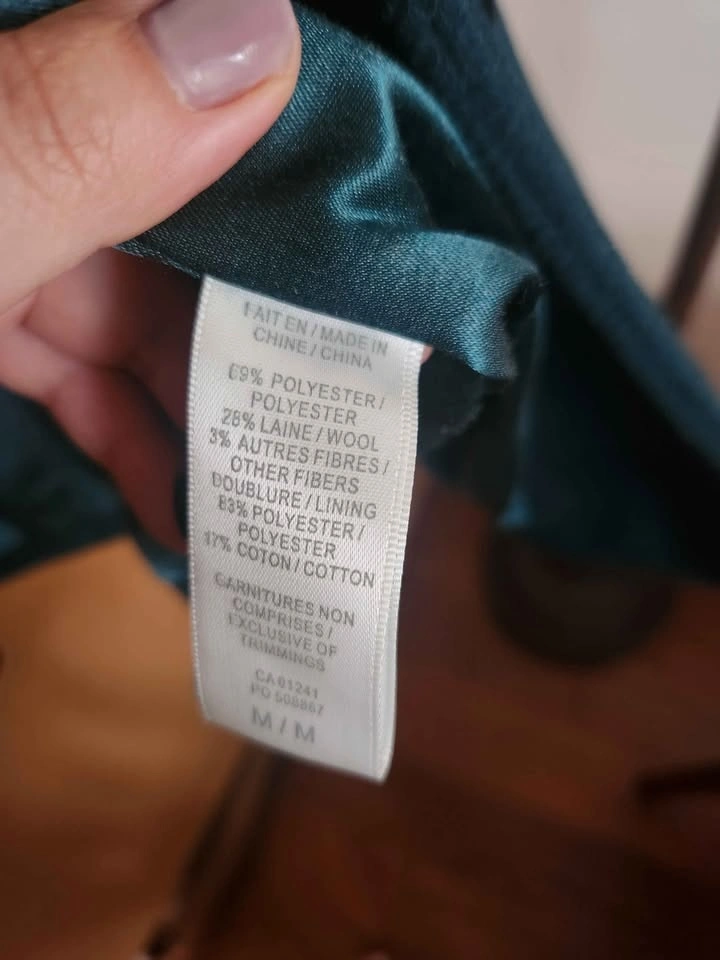 FAIT EN / MADE IN
CHINE / CHINA
69% POLYESTER /
POLYESTER
28% LAINE / WOOL
3% AUTRES FIBRES /
OTHER FIBERS
DOUBLURE / LINING
83% POLYESTER /
POLYESTER
17% COTON / COTTON
GARNITURES NON
COMPRISES /
EXCLUSIVE OF
TRIMMINGS
CA 01241
PO 508867
M / M